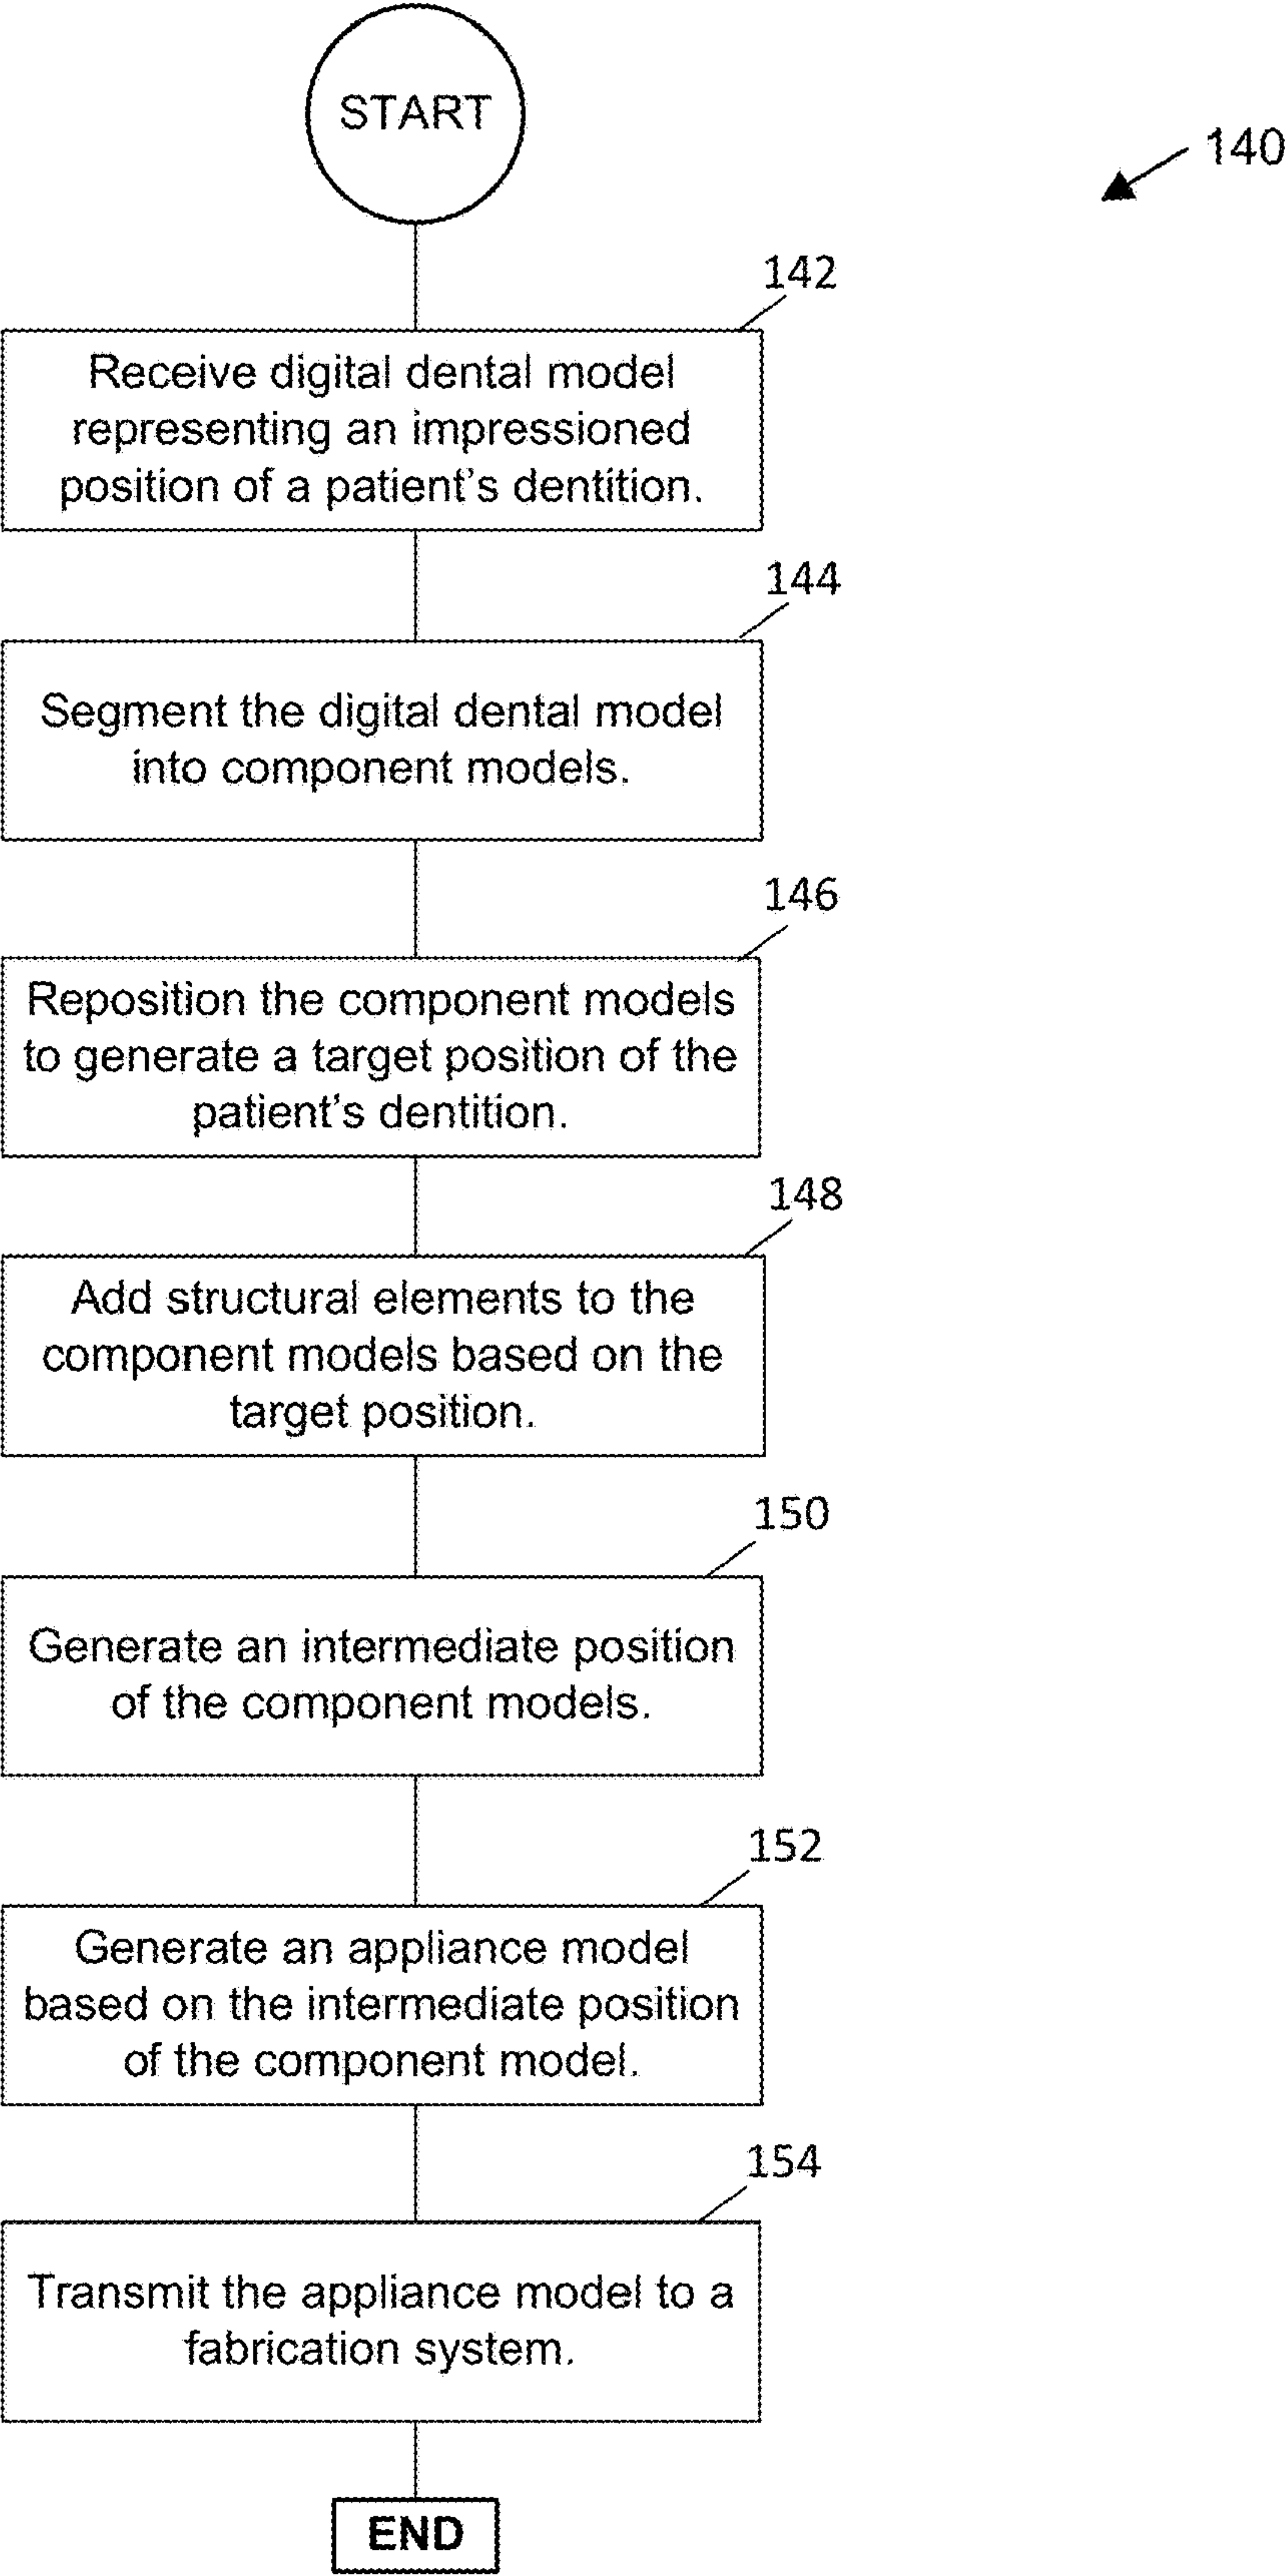 START
140
142
Receive digital dental model
representing an impressioned
position of a patient's dentition.
144
Segment the digital dental model
into component models.
146
Reposition the component models
to generate a target position of the
patient's dentition.
148
Add structural elements to the
component models based on the
target position.
150
Generate an intermediate position
of the component models.
152
Generate an appliance model
based on the intermediate position
of the component model.
154
Transmit the appliance model to a
fabrication system.
END